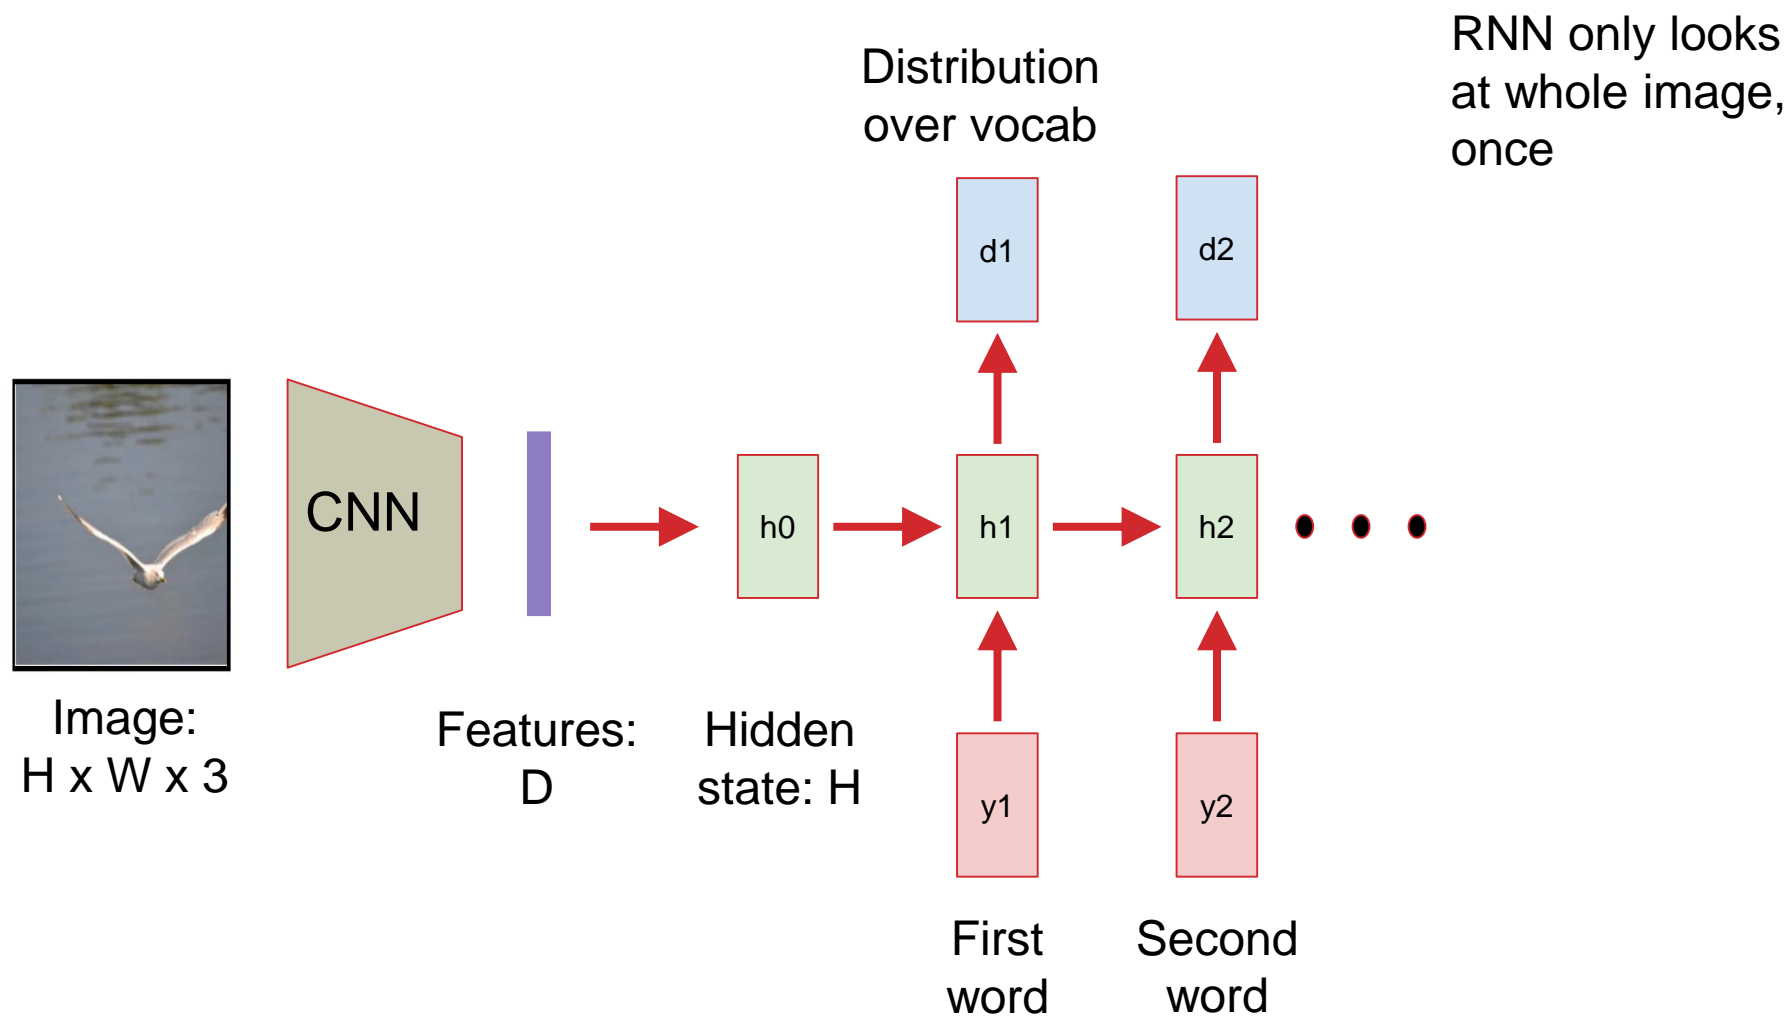 RNN only looks
at whole image,
once
Distribution
over vocab
d1
d2
CNN
h0
h1
h2
Image:
H x W x 3
Features:
D
Hidden
state: H
y1
y2
First
word
Second
word